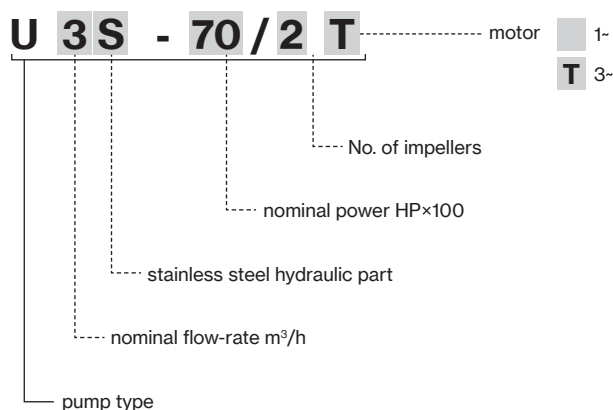 U 3 S - 70 / 2 T motor 1~
T 3~
No. of impellers
nominal power HP×100
stainless steel hydraulic part
nominal flow-rate m³/h
pump type